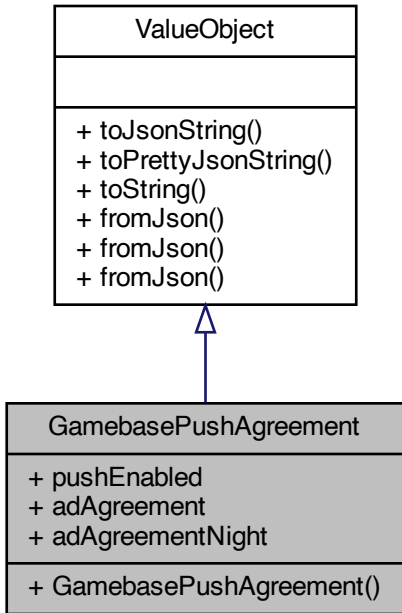 ValueObject
+ toJsonString()
+ toPrettyJsonString()
+ toString()
+ fromJson()
+ fromJson()
+ fromJson()
GamebasePushAgreement
+ pushEnabled
+ adAgreement
+ adAgreementNight
+ GamebasePushAgreement()